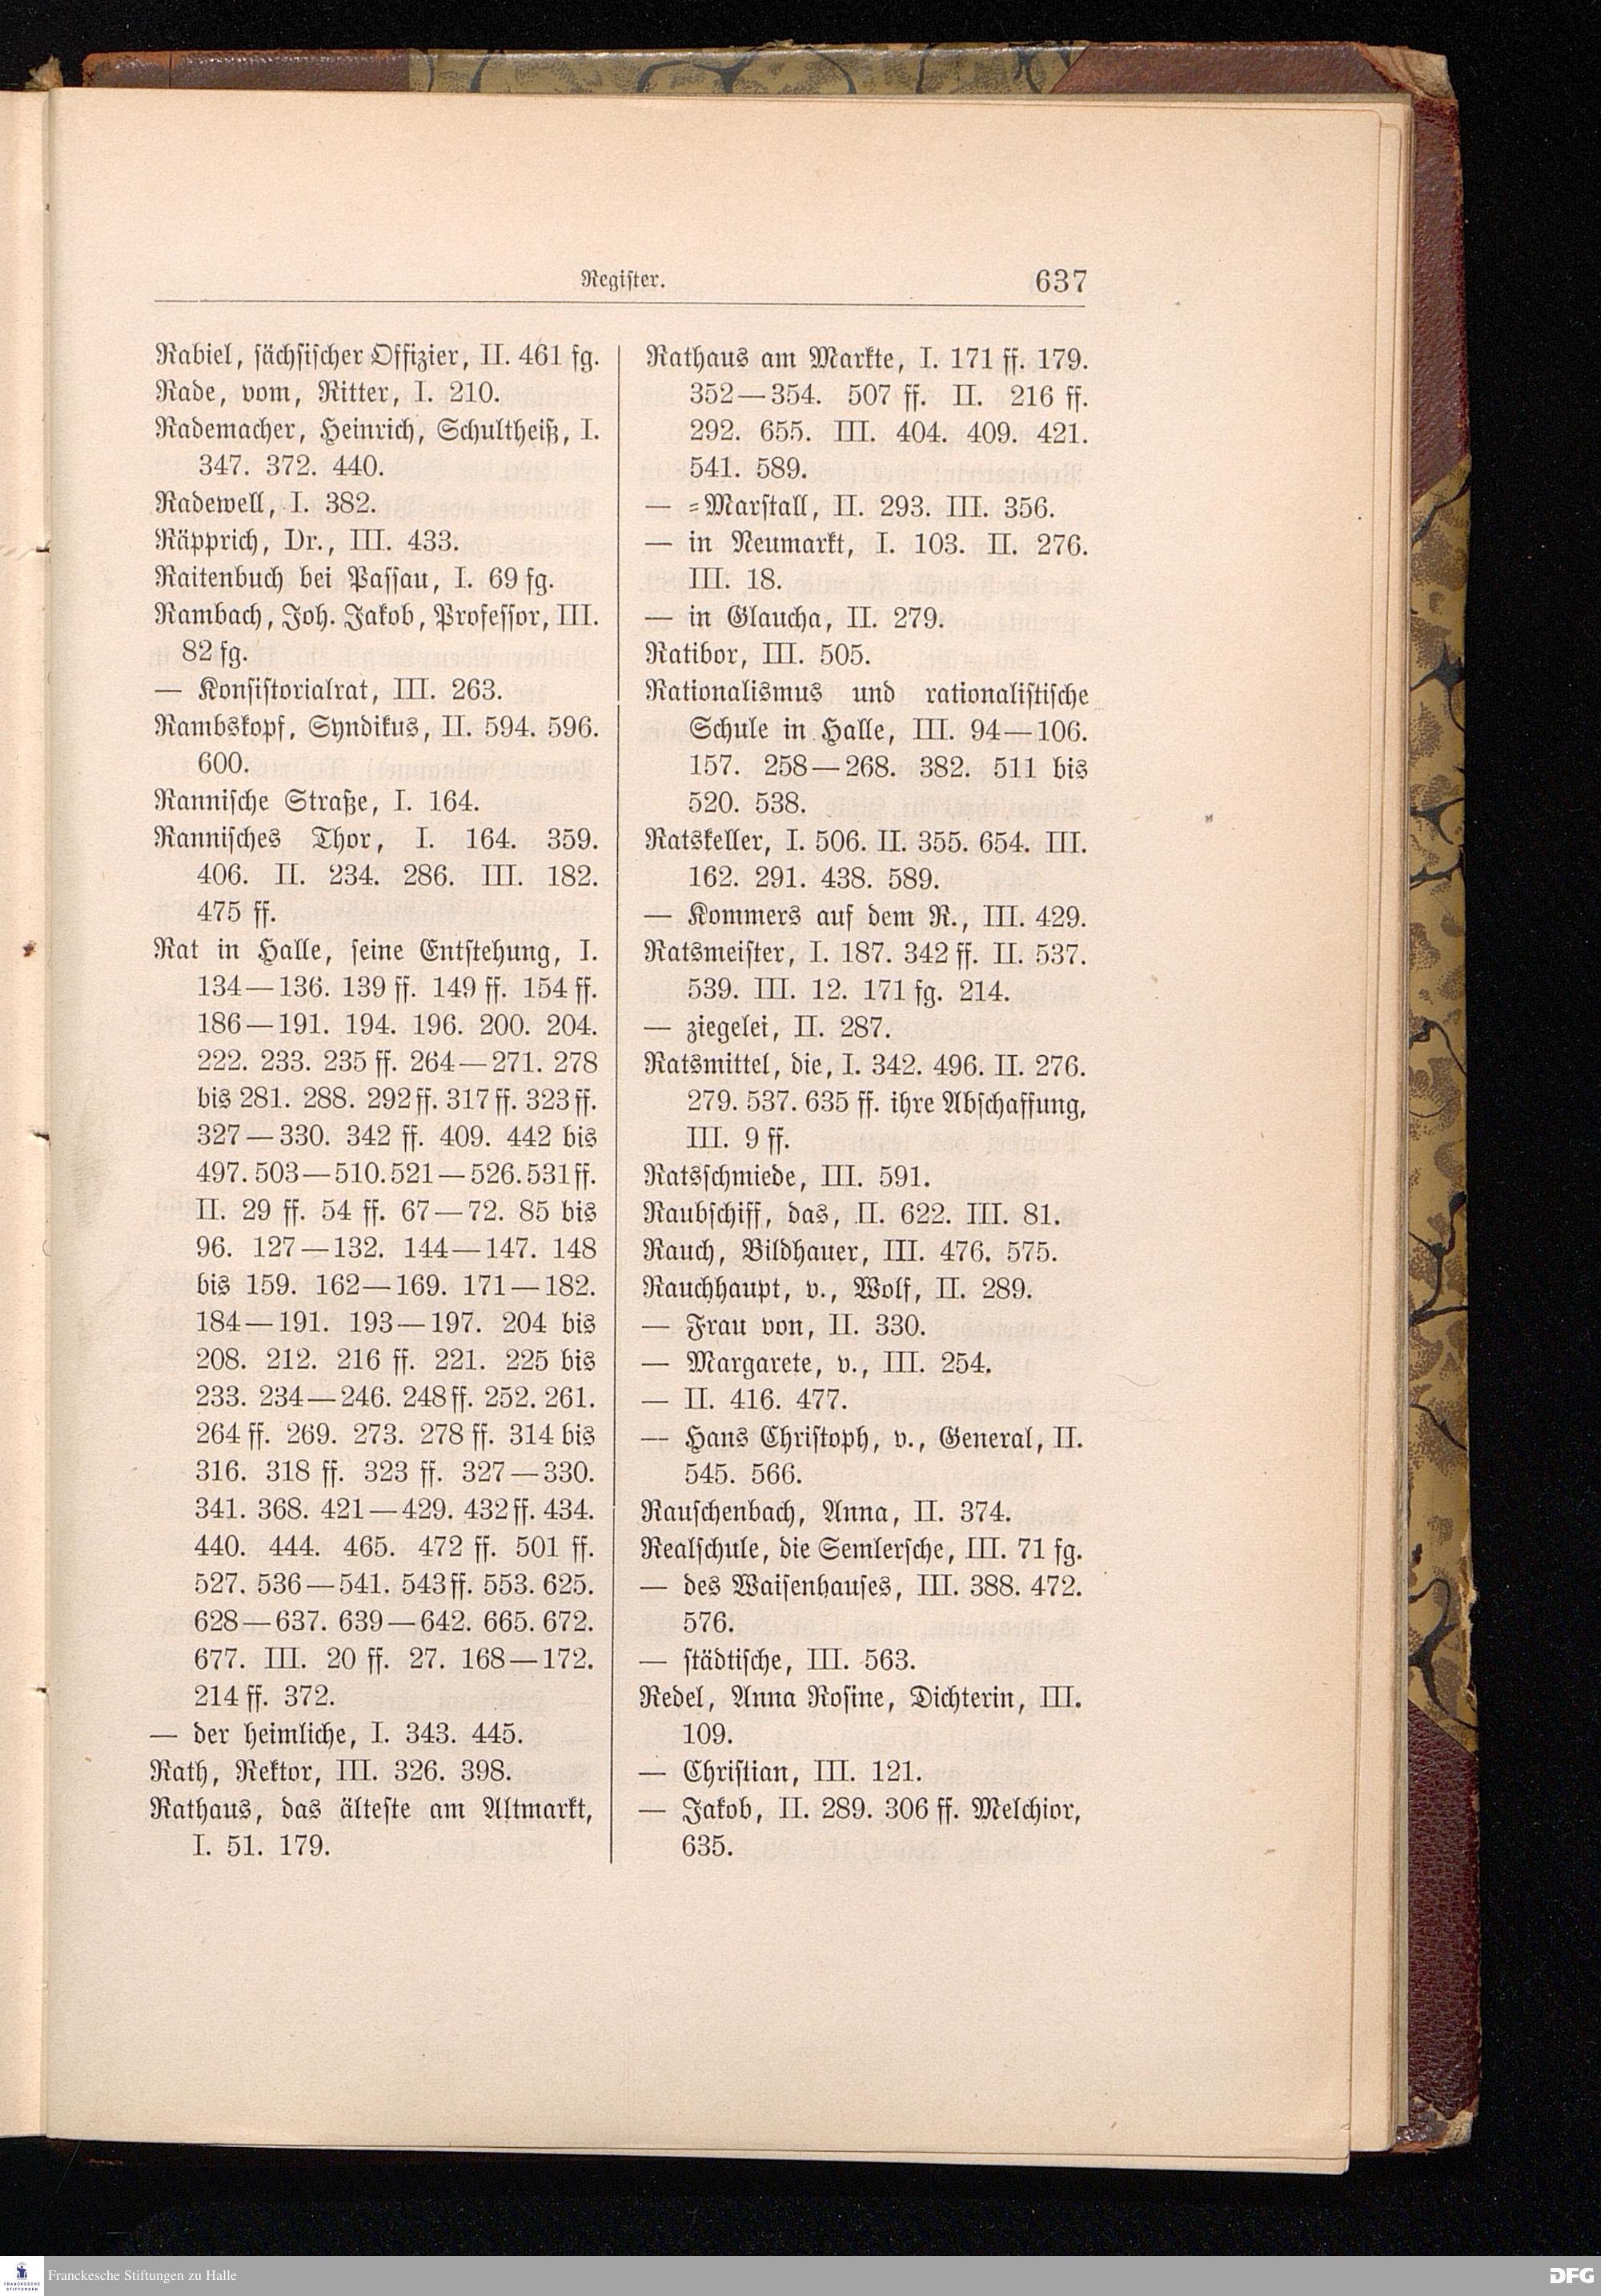 Register.
637
Rabiel, sächsischer Offizier, II. 461 fg.
Rade, vom, Ritter, I. 210.
Rademacher, Heinrich, Schultheiß, I.
347. 372. 440.
Radewell, I. 382.
Räpprich, Dr., III. 433.
Raitenbuch bei Passau, I. 69 fg.
Rambach, Joh. Jakob, Professor, III.
82 fg.
— Konsistorialrat, III. 263.
Rambskopf, Syndikus, II. 594. 596.
600.
Rannische Straße, I. 164.
Rannisches Thor, I. 164. 359.
406. II. 234. 286. III. 182.
475 ff.
Rat in Halle, seine Entstehung, I.
134—136. 139 ff. 149 ff. 154 ff.
186—191. 194. 196. 200. 204.
222. 233. 235 ff. 264—271. 278
bis 281. 288. 292 ff. 317 ff. 323 ff.
327—330. 342 ff. 409. 442 bis
497. 503—510. 521—526. 531 ff.
II. 29 ff. 54 ff. 67—72. 85 bis
96. 127—132. 144—147. 148
bis 159. 162—169. 171—182.
184—191. 193—197. 204 bis
208. 212. 216 ff. 221. 225 bis
233. 234—246. 248 ff. 252. 261.
264 ff. 269. 273. 278 ff. 314 bis
316. 318 ff. 323 ff. 327—330.
341. 368. 421—429. 432 ff. 434.
440. 444. 465. 472 ff. 501 ff.
527. 536—541. 543 ff. 553. 625.
628—637. 639—642. 665. 672.
677. III. 20 ff. 27. 168—172.
214 ff. 372.
— der heimliche, I. 343. 445.
Rath, Rektor, III. 326. 398.
Rathaus, das älteste am Altmarkt,
I. 51. 179.
Rathaus am Markte, I. 171 ff. 179.
352—354. 507 ff. II. 216 ff.
292. 655. III. 404. 409. 421.
541. 589.
— =Marstall, II. 293. III. 356.
— in Neumarkt, I. 103. II. 276.
III. 18.
— in Glaucha, II. 279.
Ratibor, III. 505.
Rationalismus und rationalistische
Schule in Halle, III. 94—106.
157. 258—268. 382. 511 bis
520. 538.
Ratskeller, I. 506. II. 355. 654. III.
162. 291. 438. 589.
— Kommers auf dem R., III. 429.
Ratsmeister, I. 187. 342 ff. II. 537.
539. III. 12. 171 fg. 214.
— ziegelei, II. 287.
Ratsmittel, die, I. 342. 496. II. 276.
279. 537. 635 ff. ihre Abschaffung,
III. 9 ff.
Ratsschmiede, III. 591.
Raubschiff, das, II. 622. III. 81.
Rauch, Bildhauer, III. 476. 575.
Rauchhaupt, v., Wolf, II. 289.
— Frau von, II. 330.
— Margarete, v., III. 254.
— II. 416. 477.
— Hans Christoph, v., General, II.
545. 566.
Rauschenbach, Anna, II. 374.
Realschule, die Semlersche, III. 71 fg.
— des Waisenhauses, III. 388. 472.
576.
— städtische, III. 563.
Redel, Anna Rosine, Dichterin, III.
109.
— Christian, III. 121.
— Jakob, II. 289. 306 ff. Melchior,
635.
FRANCKESCHE
STIFTUNGEN
Franckesche Stiftungen zu Halle
DFG